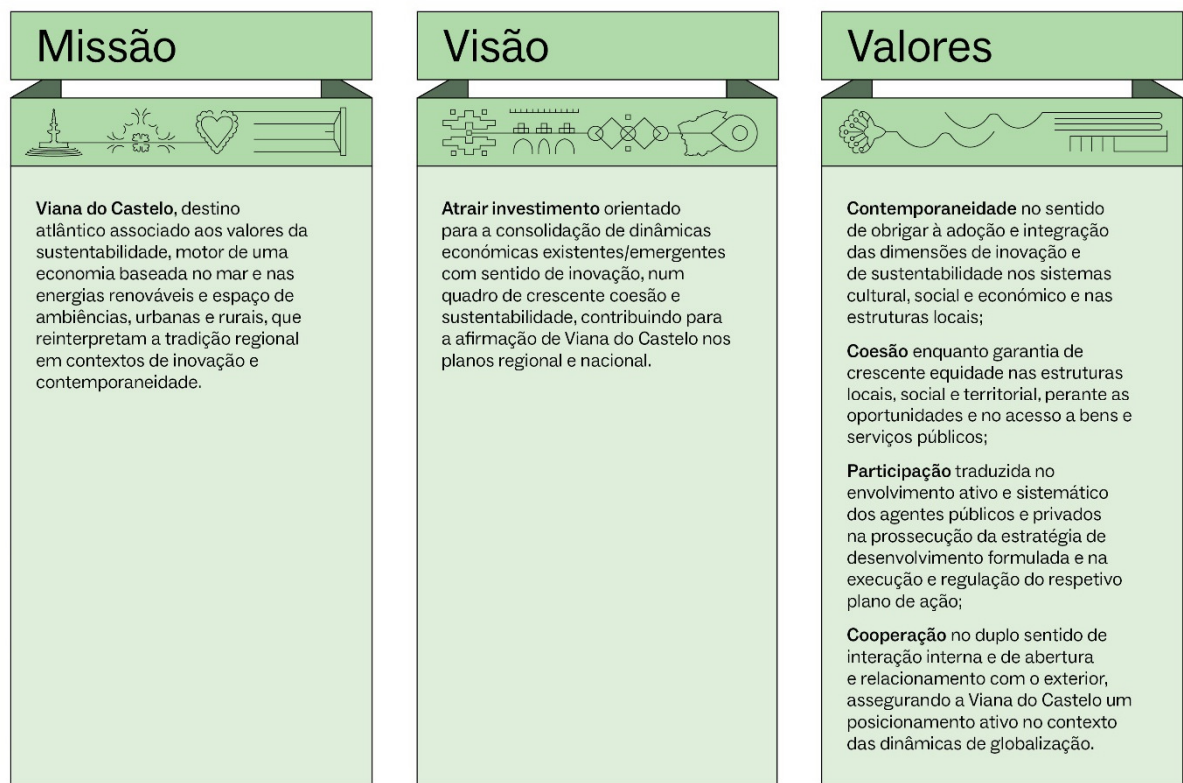 Missão
Viana do Castelo, destino
atlântico associado aos valores da
sustentabilidade, motor de uma
economia baseada no mar e nas
energias renováveis e espaço de
ambiências, urbanas e rurais, que
reinterpretam a tradição regional
em contextos de inovação e
contemporaneidade.
Visão
Atrair investimento orientado
para a consolidação de dinâmicas
económicas existentes/emergentes
com sentido de inovação, num
quadro de crescente coesão e
sustentabilidade, contribuindo para
a afirmação de Viana do Castelo nos
planos regional e nacional.
Valores
Contemporaneidade no sentido
de obrigar à adoção e integração
das dimensões de inovação e
de sustentabilidade nos sistemas
cultural, social e económico e nas
estruturas locais;
Coesão enquanto garantia de
crescente equidade nas estruturas
locais, social e territorial, perante as
oportunidades e no acesso a bens e
serviços públicos;
Participação traduzida no
envolvimento ativo e sistemático
dos agentes públicos e privados
na prossecução da estratégia de
desenvolvimento formulada e na
execução e regulação do respetivo
plano de ação;
Cooperação no duplo sentido de
interação interna e de abertura
e relacionamento com o exterior,
assegurando a Viana do Castelo um
posicionamento ativo no contexto
das dinâmicas de globalização.